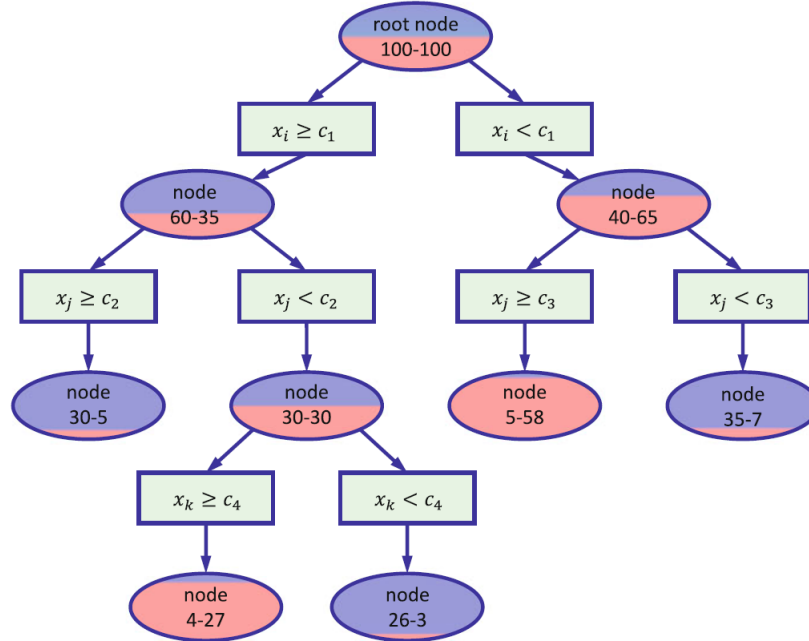 root node
100-100
x_i ≥ c_1
x_i < c_1
node
60-35
node
40-65
x_j ≥ c_2
x_j < c_2
x_j ≥ c_3
x_j < c_3
node
30-5
node
30-30
node
5-58
node
35-7
x_k ≥ c_4
x_k < c_4
node
4-27
node
26-3